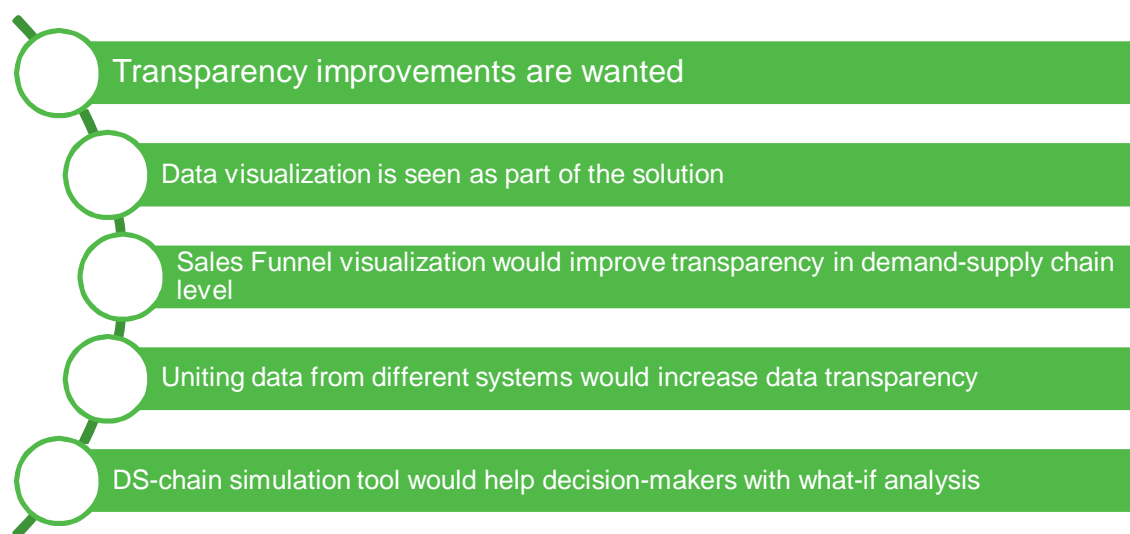 Transparency improvements are wanted
Data visualization is seen as part of the solution
Sales Funnel visualization would improve transparency in demand-supply chain
level
Uniting data from different systems would increase data transparency
DS-chain simulation tool would help decision-makers with what-if analysis